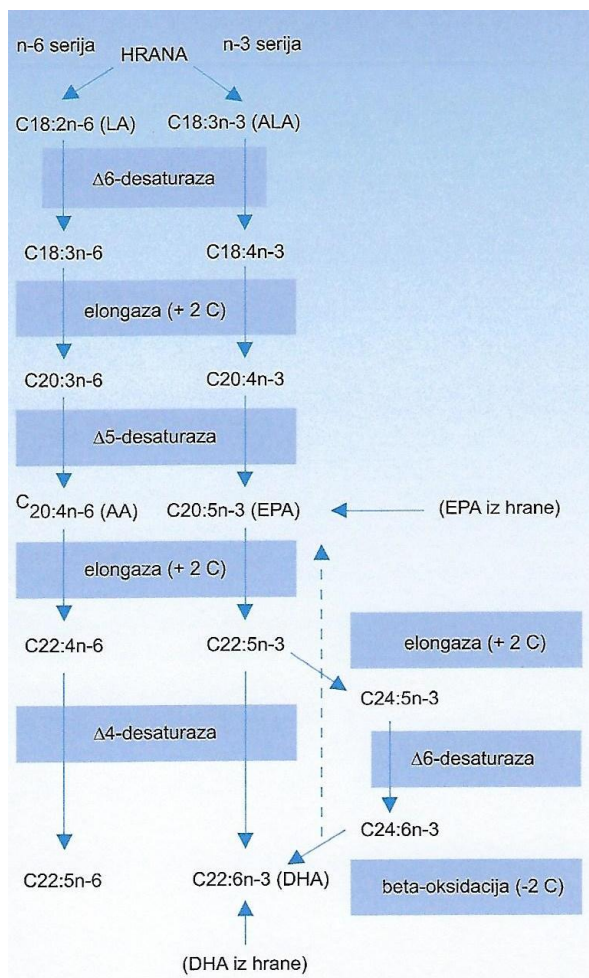 n-6 serija HRANA n-3 serija
C18:2n-6 (LA) C18:3n-3 (ALA)
Δ6-desaturaza
C18:3n-6 C18:4n-3
elongaza (+ 2 C)
C20:3n-6 C20:4n-3
Δ5-desaturaza
C20:4n-6 (AA) C20:5n-3 (EPA) (EPA iz hrane)
elongaza (+ 2 C)
C22:4n-6 C22:5n-3 elongaza (+ 2 C)
C24:5n-3
Δ4-desaturaza
Δ6-desaturaza
C24:6n-3
C22:5n-6 C22:6n-3 (DHA) beta-oksidacija (-2 C)
(DHA iz hrane)